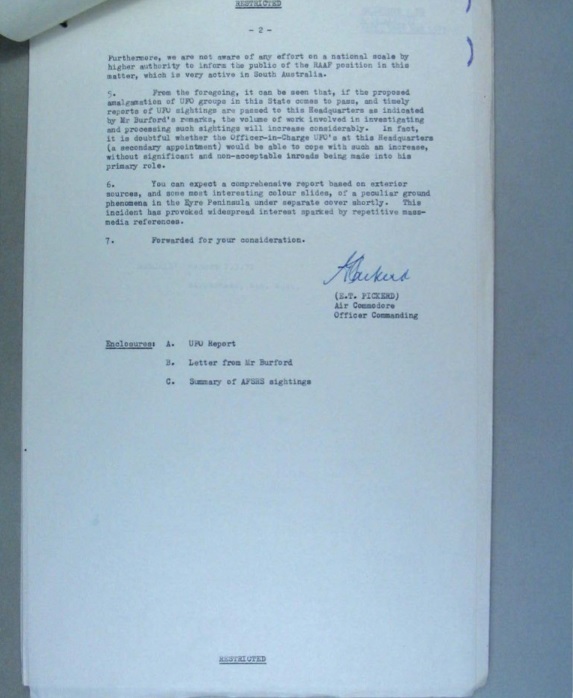 RESTRICTED
- 2 -
Furthermore, we are not aware of any effort on a national scale by
higher authority to inform the public of the RAAF position in this
matter, which is very active in South Australia.
5. From the foregoing, it can be seen that, if the proposed
amalgamation of UFO groups in this State comes to pass, and timely
reports of UFO sightings are passed to this Headquarters as indicated
by Mr Burford's remarks, the volume of work involved in investigating
and processing such sightings will increase considerably. In fact,
it is doubtful whether the Officer-in-Charge UFO's at this Headquarters
(a secondary appointment) would be able to cope with such an increase,
without significant and non-acceptable inroads being made into his
primary role.
6. You can expect a comprehensive report based on exterior
sources, and some most interesting colour slides, of a peculiar ground
phenomena in the Eyre Peninsula under separate cover shortly. This
incident has provoked widespread interest sparked by repetitive mass-
media references.
7. Forwarded for your consideration.
(E.T. PICKERD)
Air Commodore
Officer Commanding
Enclosures: A. UFO Report
B. Letter from Mr Burford
C. Summary of AFSRS sightings
RESTRICTED